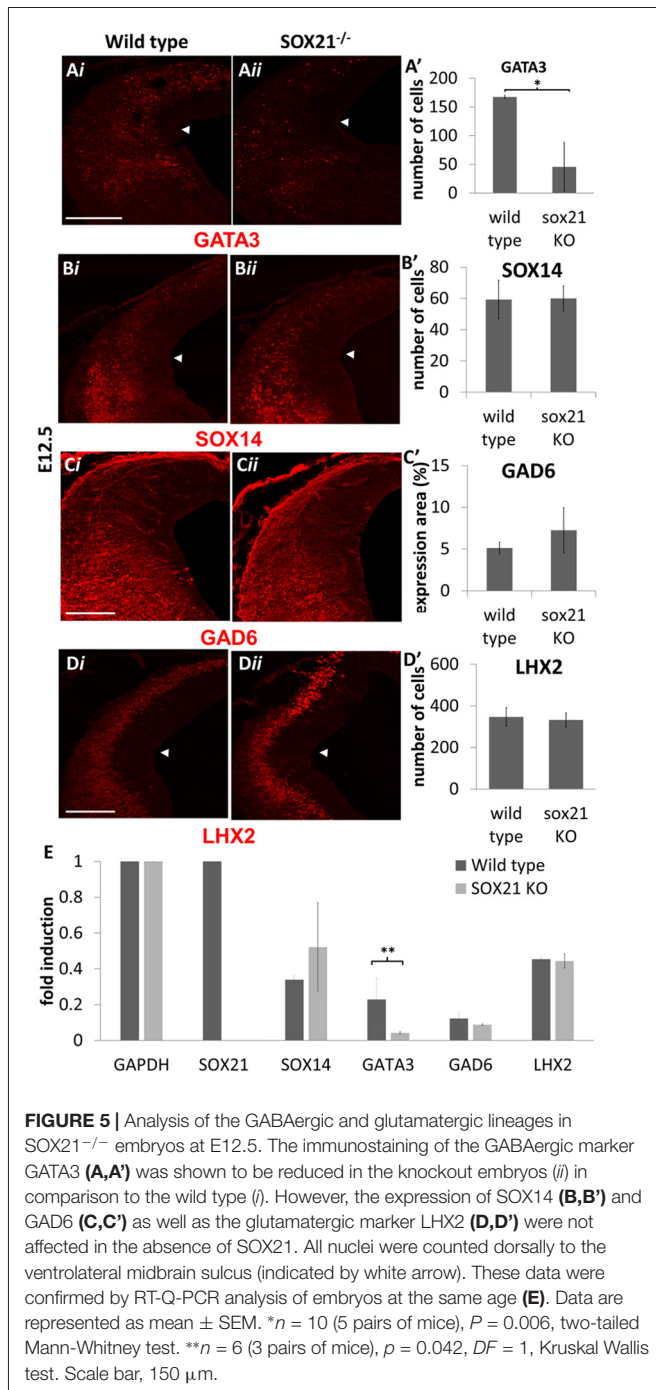 Wild type SOX21⁻/⁻
Ai Aii A’ GATA3
*
number of cells
200
150
100
50
0
wild type sox21 KO
GATA3
Bi Bii B’ SOX14
number of cells
80
60
40
20
0
wild type sox21 KO
E12.5
SOX14
Ci Cii C’ GAD6
expression area (%)
15
10
5
0
wild type sox21 KO
GAD6
Di Dii D’ LHX2
number of cells
600
400
200
0
wild type sox21 KO
LHX2
E
Wild type
SOX21 KO
fold induction
1
0.8
0.6
0.4
0.2
0
**
GAPDH SOX21 SOX14 GATA3 GAD6 LHX2
FIGURE 5 | Analysis of the GABAergic and glutamatergic lineages in
SOX21⁻/⁻ embryos at E12.5. The immunostaining of the GABAergic marker
GATA3 (A,A’) was shown to be reduced in the knockout embryos (ii) in
comparison to the wild type (i). However, the expression of SOX14 (B,B’) and
GAD6 (C,C’) as well as the glutamatergic marker LHX2 (D,D’) were not
affected in the absence of SOX21. All nuclei were counted dorsally to the
ventrolateral midbrain sulcus (indicated by white arrow). These data were
confirmed by RT-Q-PCR analysis of embryos at the same age (E). Data are
represented as mean ± SEM. *n = 10 (5 pairs of mice), P = 0.006, two-tailed
Mann-Whitney test. **n = 6 (3 pairs of mice), p = 0.042, DF = 1, Kruskal Wallis
test. Scale bar, 150 μm.